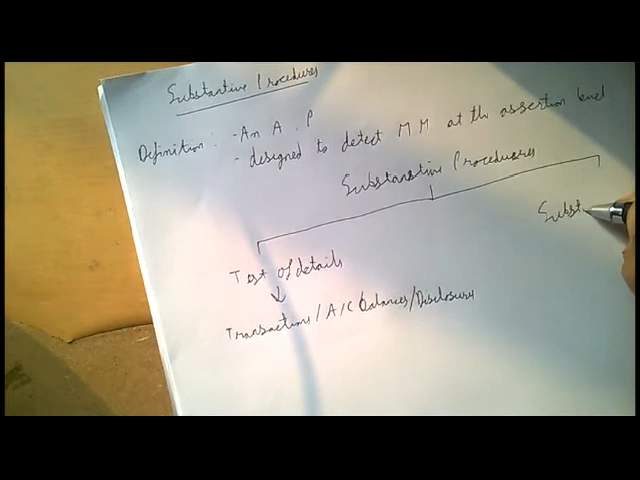 Substantive Procedures
Definition: - An A.P
- designed to detect MM at the assertion level
Substantive Procedures
Subst
Test of details
Transactions/A/C balances/Disclosures